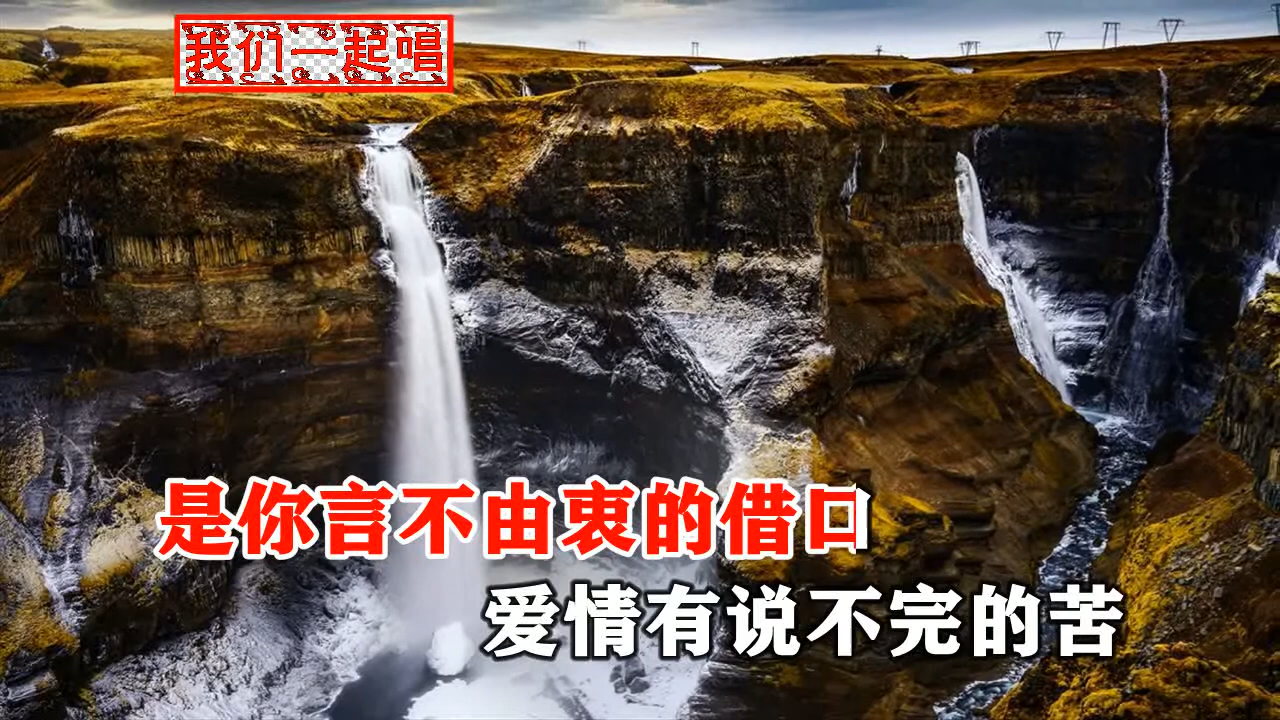 我们一起唱
是你言不由衷的借口
爱情有说不完的苦